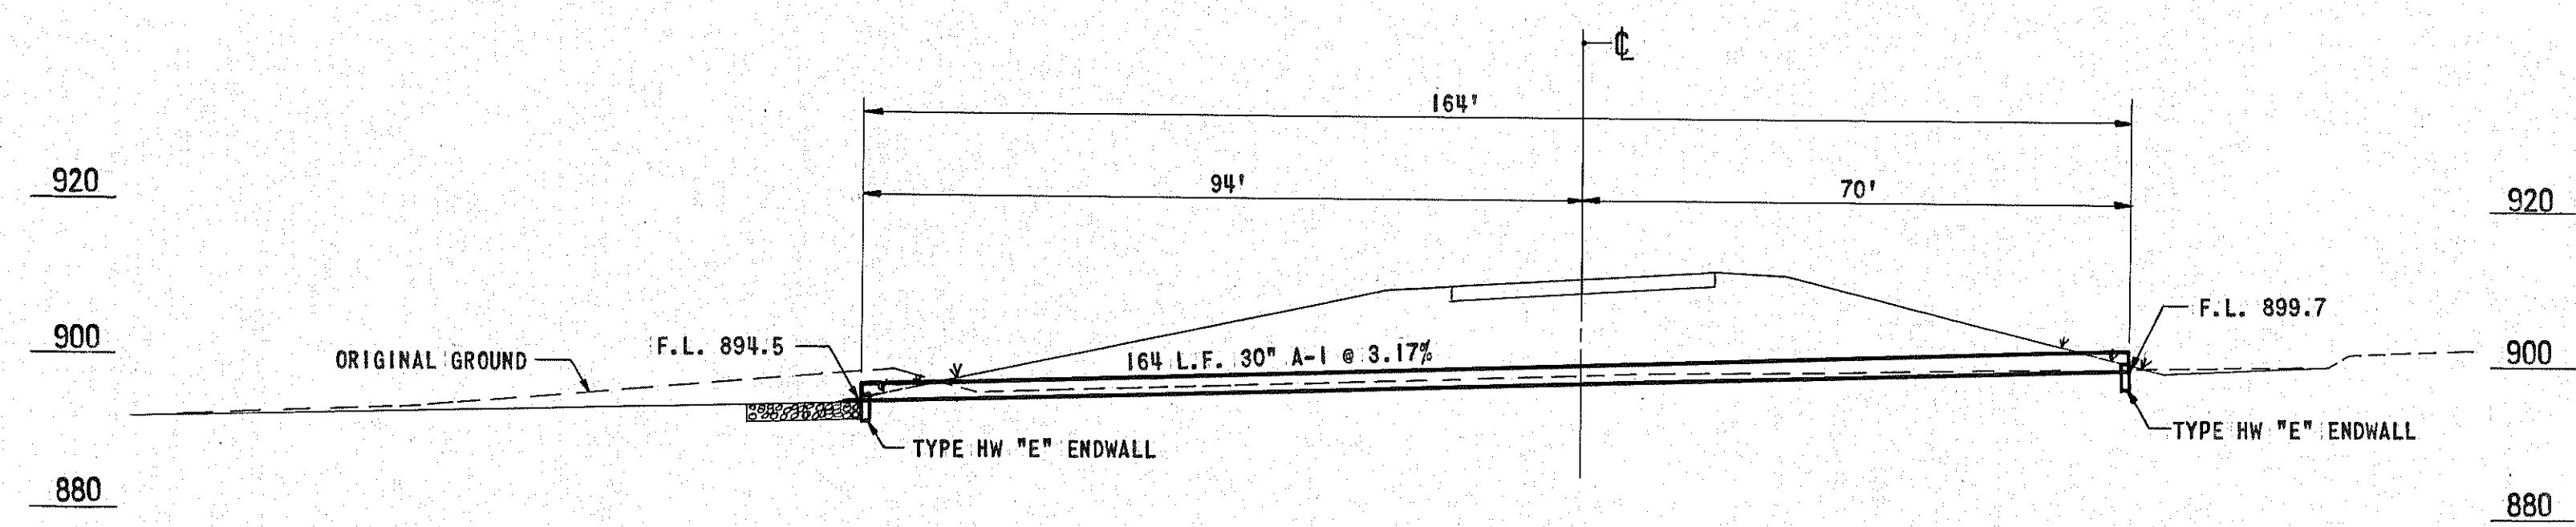 ℄
164'
94'
70'
920
920
F.L. 899.7
900
ORIGINAL GROUND
F.L. 894.5
164 L.F. 30" A-1 @ 3.17%
900
TYPE HW "E" ENDWALL
TYPE HW "E" ENDWALL
880
880